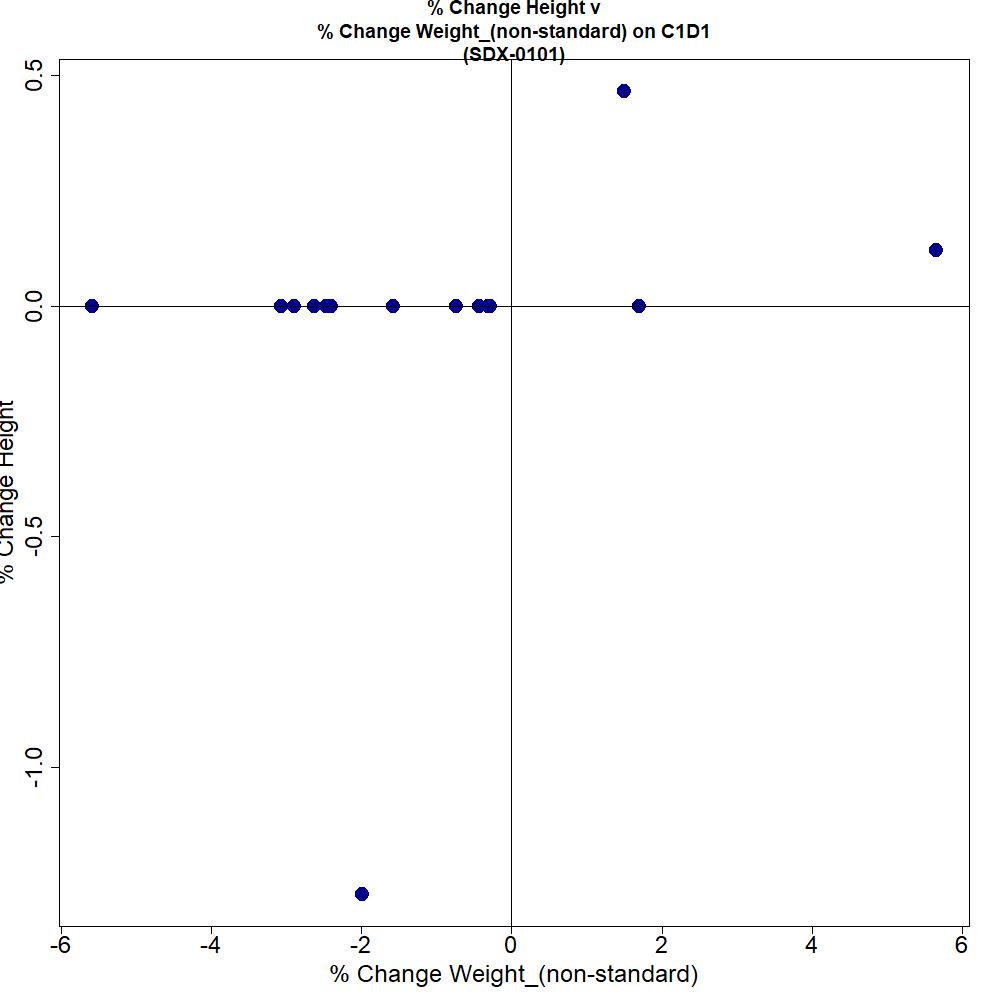 % Change Height v
% Change Weight_(non-standard) on C1D1
(SDX-0101)
0.5
0.0
-0.5
-1.0
% Change Height
-6 -4 -2 0 2 4 6
% Change Weight_(non-standard)